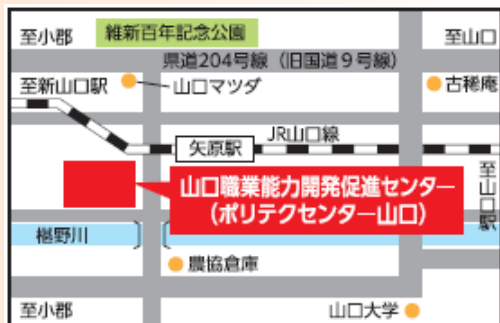 至小郡
維新百年記念公園
至山口
県道204号線（旧国道９号線）
至新山口駅
山口マツダ
古稀庵
JR山口線
矢原駅
至山口駅
山口職業能力開発促進センター
（ポリテクセンター山口）
椹野川
農協倉庫
至小郡
山口大学